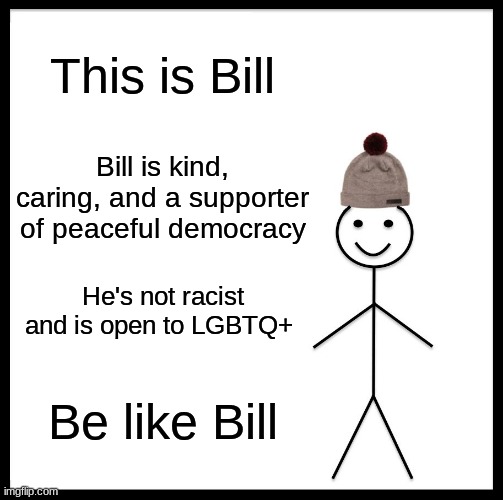 This is Bill
Bill is kind,
caring, and a supporter
of peaceful democracy
He's not racist
and is open to LGBTQ+
Be like Bill
imgflip.com